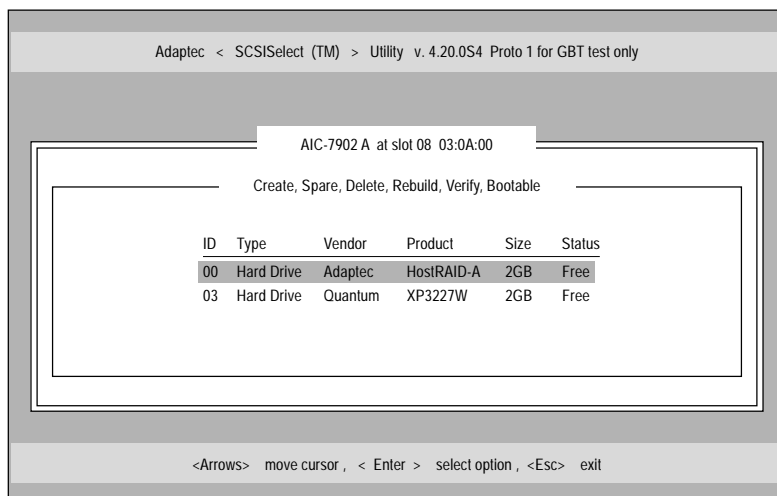 Adaptec < SCSISelect (TM) > Utility v. 4.20.0S4 Proto 1 for GBT test only
AIC-7902 A at slot 08 03:0A:00
Create, Spare, Delete, Rebuild, Verify, Bootable
ID Type Vendor Product Size Status
00 Hard Drive Adaptec HostRAID-A 2GB Free
03 Hard Drive Quantum XP3227W 2GB Free
<Arrows> move cursor , < Enter > select option , <Esc> exit